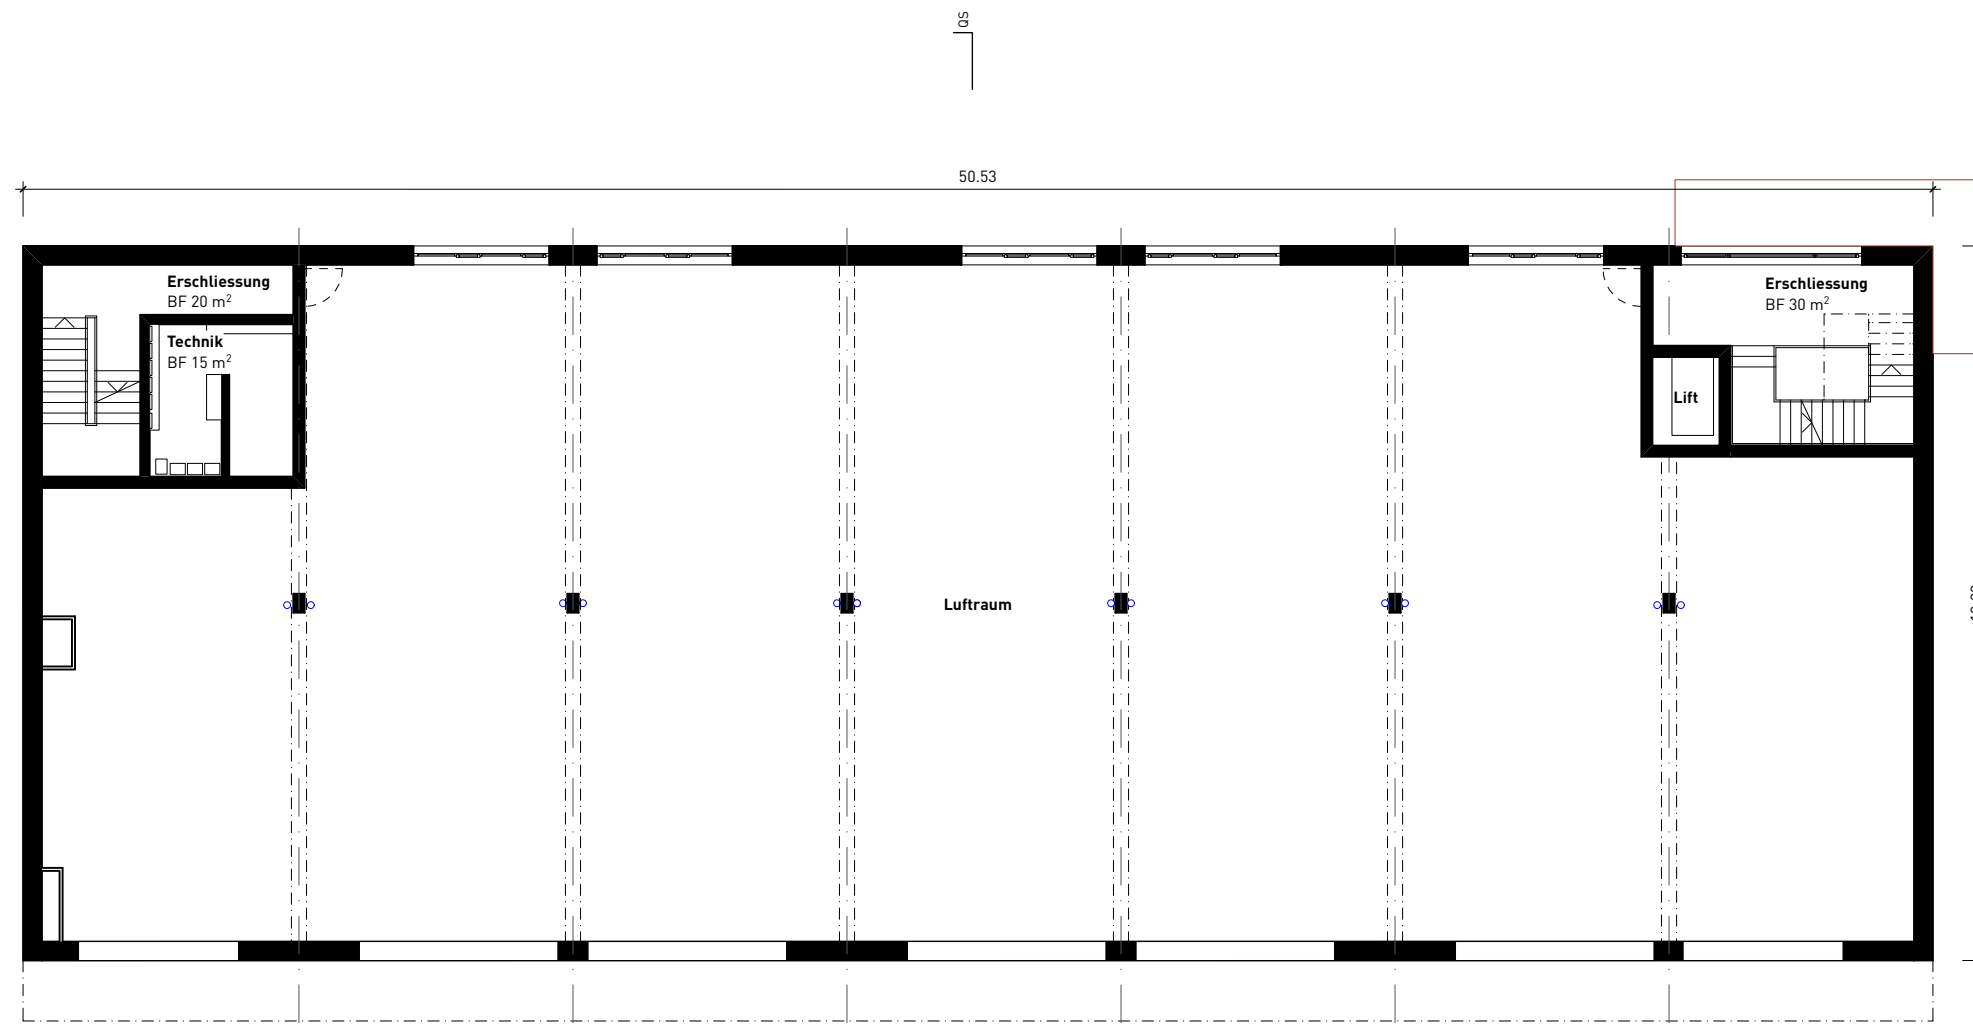 QS
50.53
Erschliessung
BF 20 m²
Technik
BF 15 m²
Erschliessung
BF 30 m²
Lift
Luftraum